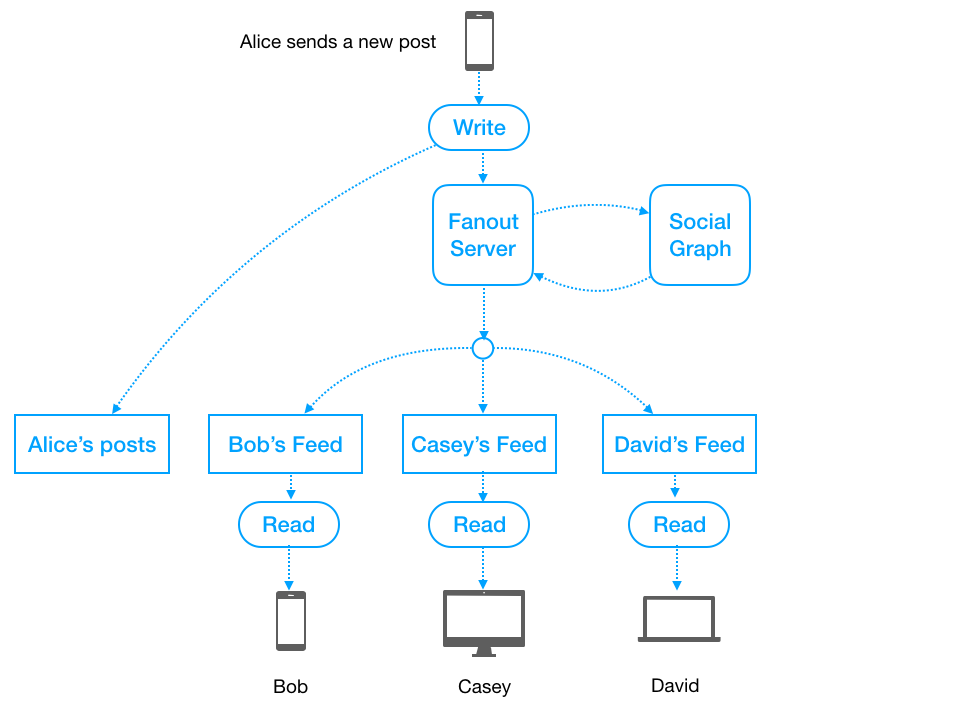 Alice sends a new post
Write
Fanout
Server
Social
Graph
Alice’s posts
Bob’s Feed
Casey’s Feed
David’s Feed
Read
Read
Read
Bob
Casey
David